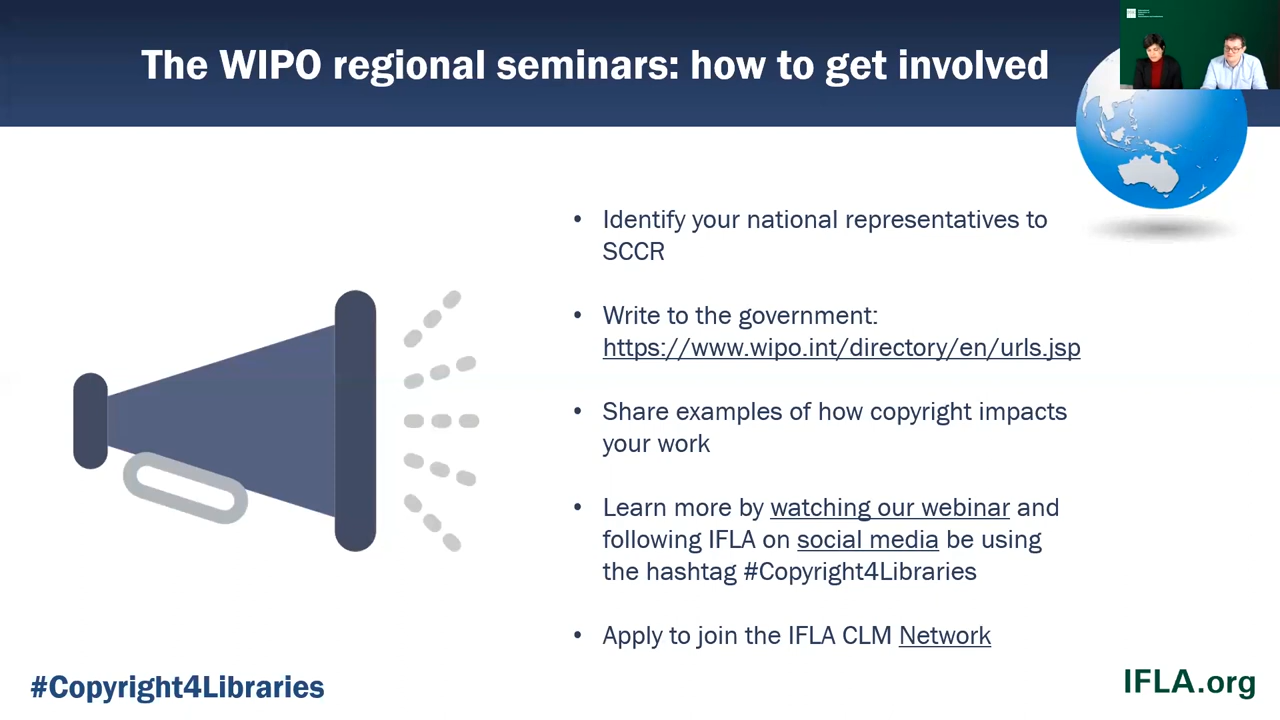 The WIPO regional seminars: how to get involved
• Identify your national representatives to
SCCR
• Write to the government:
https://www.wipo.int/directory/en/urls.jsp
• Share examples of how copyright impacts
your work
• Learn more by watching our webinar and
following IFLA on social media be using
the hashtag #Copyright4Libraries
• Apply to join the IFLA CLM Network
#Copyright4Libraries
IFLA.org